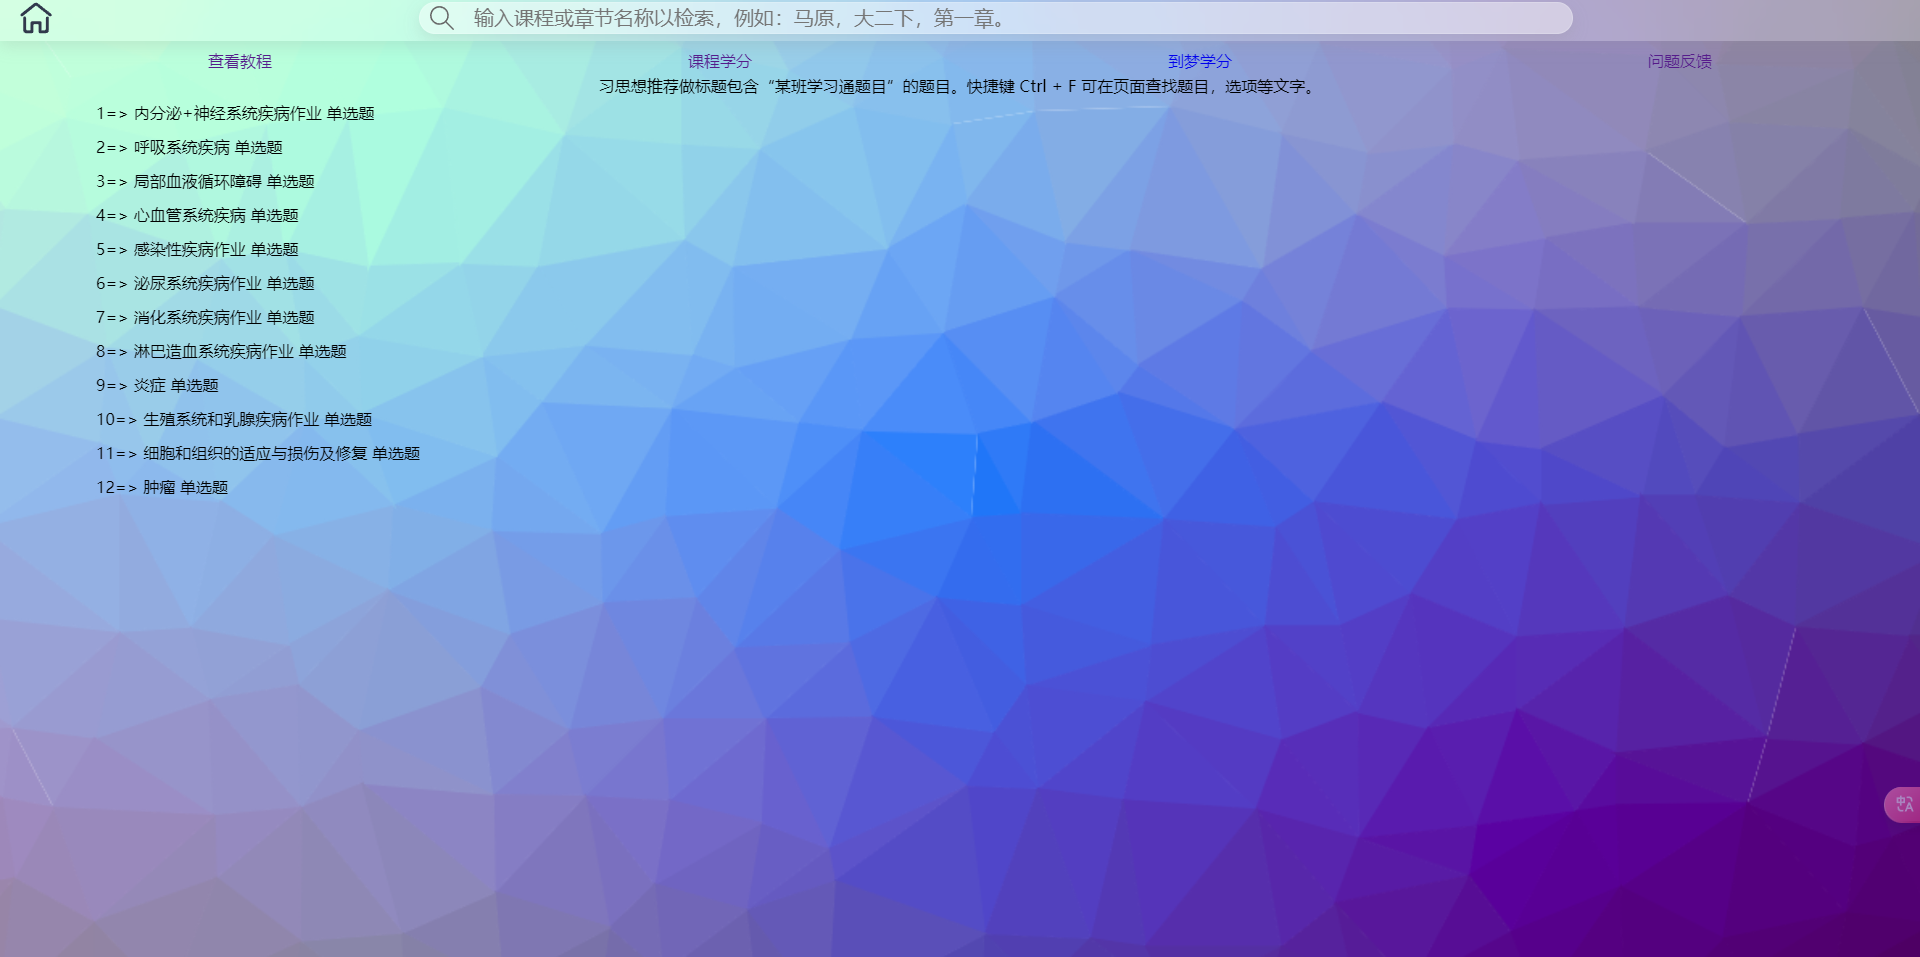 输入课程或章节名称以检索，例如：马原，大二下，第一章。
查看教程
课程学分
到梦学分
问题反馈
习思想推荐做标题包含“某班学习通题目”的题目。快捷键 Ctrl + F 可在页面查找题目，选项等文字。
1=> 内分泌+神经系统疾病作业 单选题
2=> 呼吸系统疾病 单选题
3=> 局部血液循环障碍 单选题
4=> 心血管系统疾病 单选题
5=> 感染性疾病作业 单选题
6=> 泌尿系统疾病作业 单选题
7=> 消化系统疾病作业 单选题
8=> 淋巴造血系统疾病作业 单选题
9=> 炎症 单选题
10=> 生殖系统和乳腺疾病作业 单选题
11=> 细胞和组织的适应与损伤及修复 单选题
12=> 肿瘤 单选题
中A